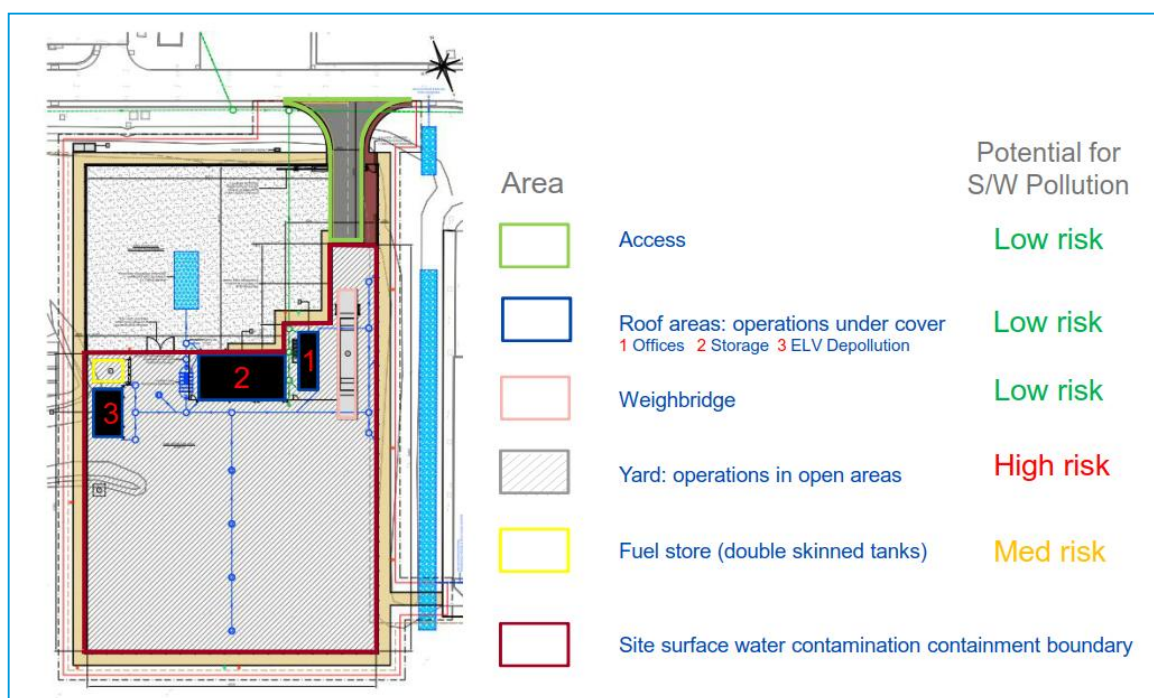 Area
Potential for
S/W Pollution
Access
Low risk
Roof areas: operations under cover
1 Offices 2 Storage 3 ELV Depollution
Low risk
Weighbridge
Low risk
Yard: operations in open areas
High risk
Fuel store (double skinned tanks)
Med risk
Site surface water contamination containment boundary
1
2
3